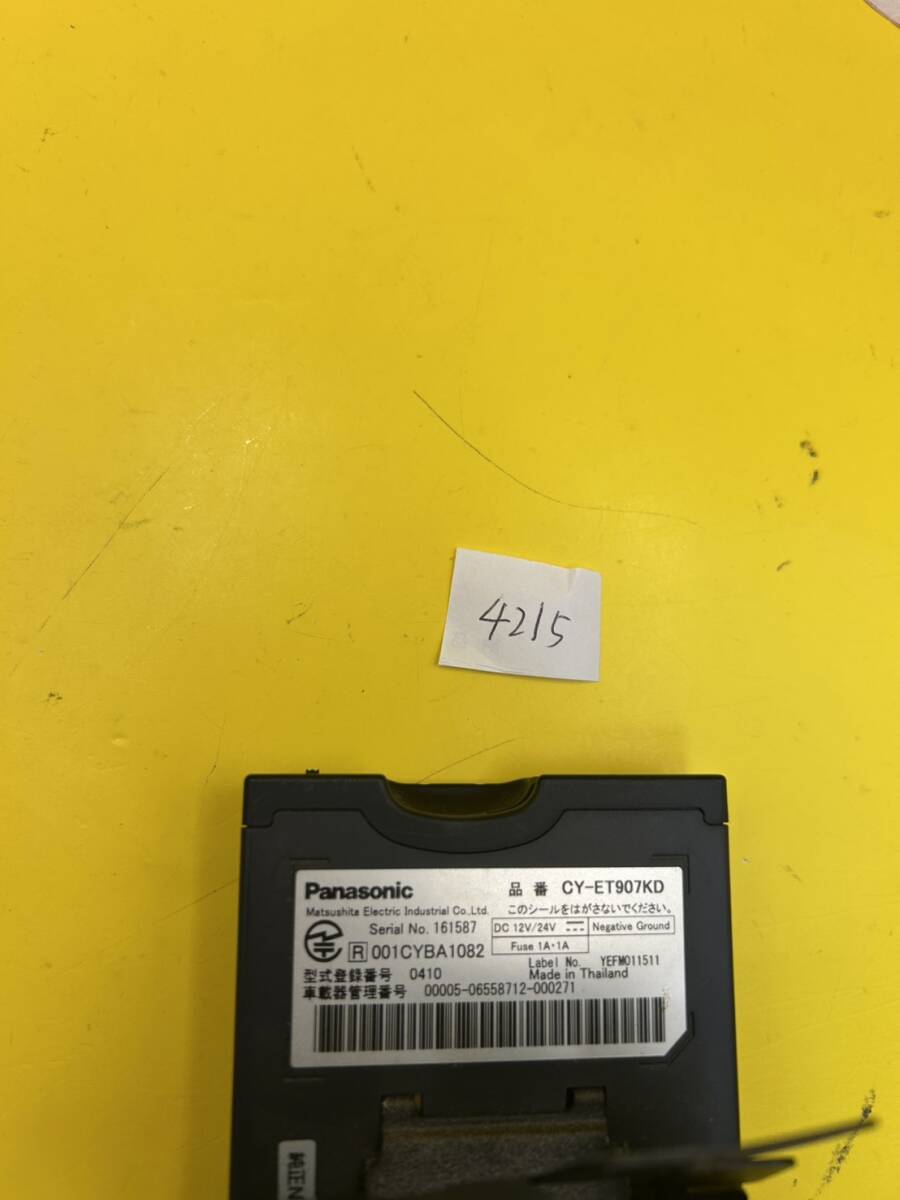 4215
Panasonic 品番 CY-ET907KD
Matsushita Electric Industrial Co.,Ltd. このシールをはがさないでください。
Serial No. 161587 DC 12V/24V Negative Ground
Fuse 1A・1A
R 001CYBA1082
Label No. YEFM011511
型式登録番号 0410 Made in Thailand
車載器管理番号 00005-06558712-000271
純正N